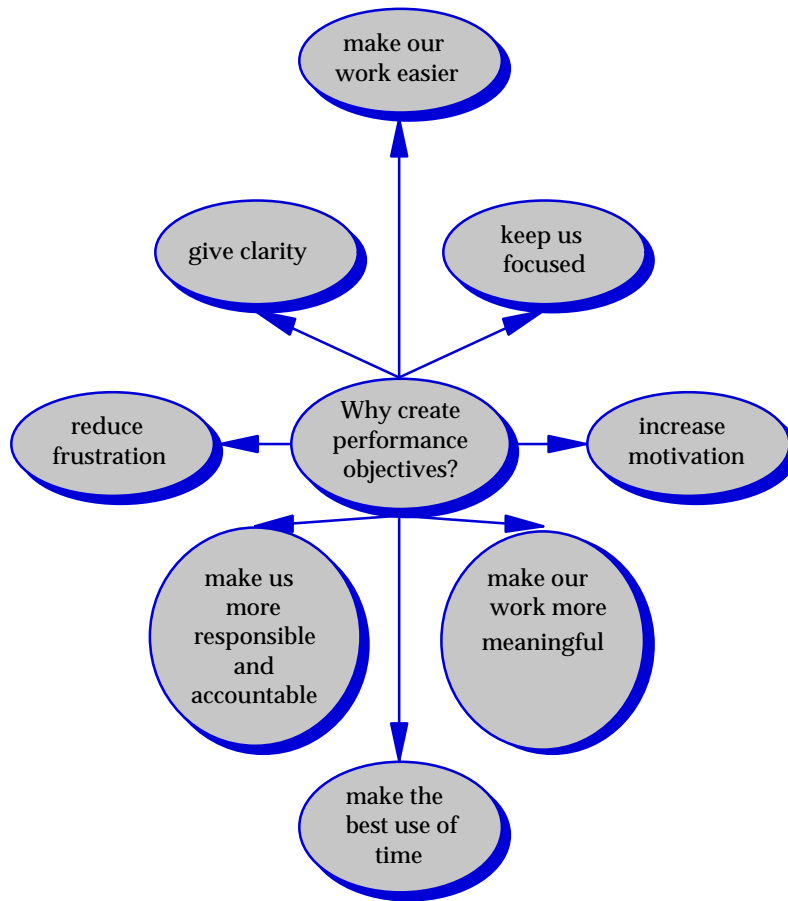 make our
work easier
give clarity
keep us
focused
reduce
frustration
Why create
performance
objectives?
increase
motivation
make us
more
responsible
and
accountable
make our
work more
meaningful
make the
best use of
time